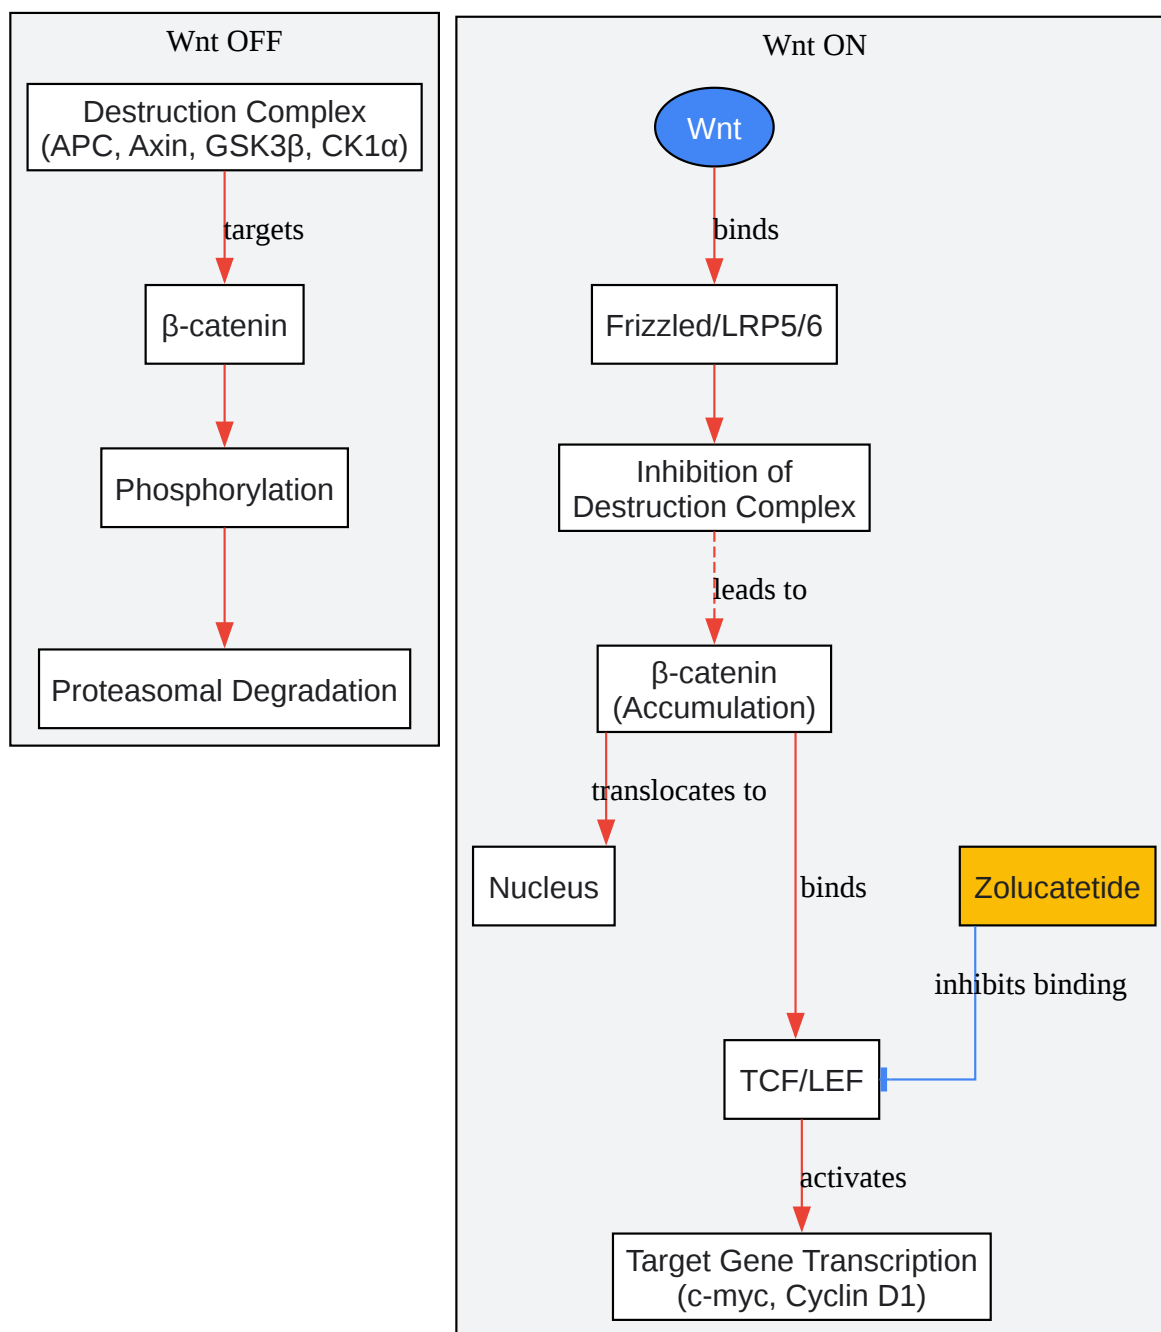 Wnt OFF
Destruction Complex
(APC, Axin, GSK3β, CK1α)
targets
β-catenin
Phosphorylation
Proteasomal Degradation
Wnt ON
Wnt
binds
Frizzled/LRP5/6
Inhibition of
Destruction Complex
leads to
β-catenin
(Accumulation)
translocates to
Nucleus
binds
Zolucatetide
inhibits binding
TCF/LEF
activates
Target Gene Transcription
(c-myc, Cyclin D1)